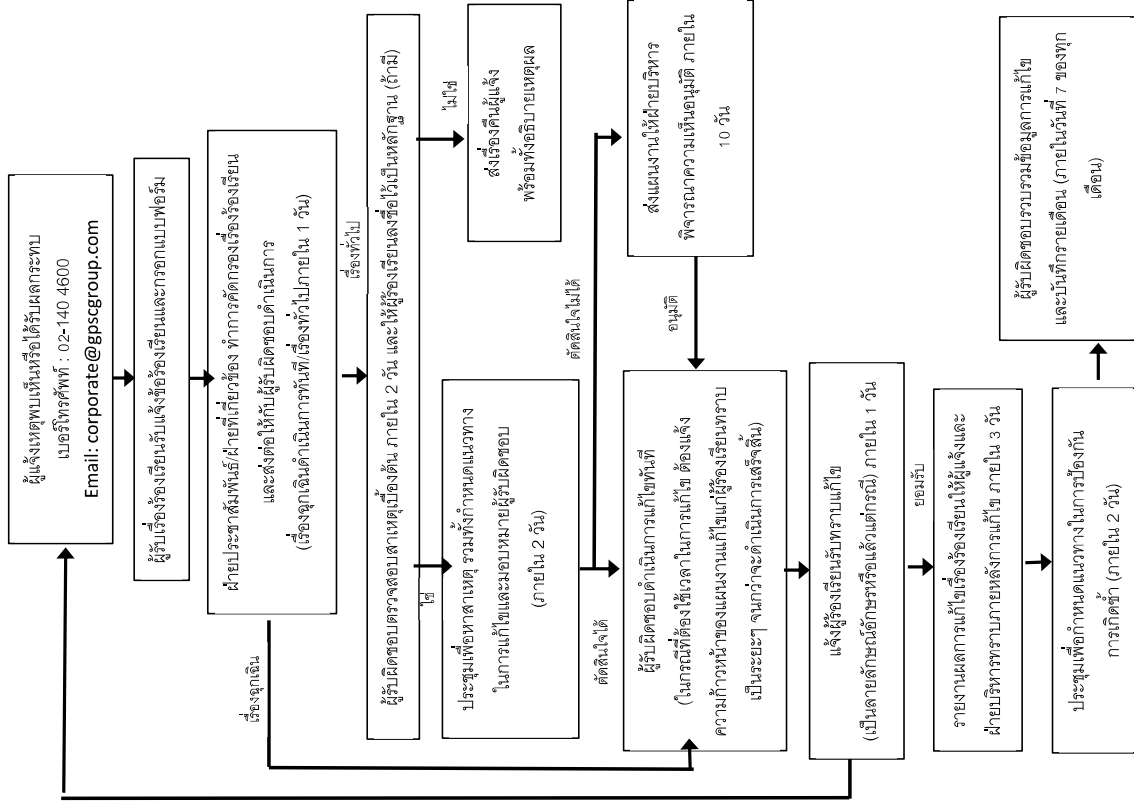 ผู้แจ้งเหตุพบเห็นหรือได้รับผลกระทบ
เบอร์โทรศัพท์ : 02-140 4600
Email: corporate@gpscgroup.com
ผู้รับเรื่องร้องเรียนรับแจ้งข้อร้องเรียนและกรอกแบบฟอร์ม
ฝ่ายประชาสัมพันธ์/ฝ่ายที่เกี่ยวข้อง ทำการคัดกรองเรื่องร้องเรียน
และส่งต่อให้กับผู้รับผิดชอบดำเนินการ
(เรื่องฉุกเฉินดำเนินการทันที/เรื่องทั่วไปภายใน 1 วัน)
เรื่องฉุกเฉิน
เรื่องทั่วไป
ผู้รับผิดชอบตรวจสอบสาเหตุเบื้องต้น ภายใน 2 วัน และให้ผู้ร้องเรียนลงชื่อไว้เป็นหลักฐาน (ถ้ามี)
ใช่
ไม่ใช่
ประชุมเพื่อหาสาเหตุ รวมทั้งกำหนดแนวทาง
ในการแก้ไขและมอบหมายผู้รับผิดชอบ
(ภายใน 2 วัน)
ส่งเรื่องคืนผู้แจ้ง
พร้อมทั้งอธิบายเหตุผล
ตัดสินใจได้
ตัดสินใจไม่ได้
ผู้รับผิดชอบดำเนินการแก้ไขทันที
(ในกรณีที่ต้องใช้เวลาในการแก้ไข ต้องแจ้ง
ความก้าวหน้าของแผนงานแก้ไขแก่ผู้ร้องเรียนทราบ
เป็นระยะๆ จนกว่าจะดำเนินการเสร็จสิ้น)
อนุมัติ
ส่งแผนงานให้ฝ่ายบริหาร
พิจารณาความเห็นอนุมัติ ภายใน
10 วัน
แจ้งผู้ร้องเรียนรับทราบแก้ไข
(เป็นลายลักษณ์อักษรหรือแล้วแต่กรณี) ภายใน 1 วัน
ยอมรับ
รายงานผลการแก้ไขเรื่องร้องเรียนให้ผู้แจ้งและ
ฝ่ายบริหารทราบภายหลังการแก้ไข ภายใน 3 วัน
ประชุมเพื่อกำหนดแนวทางในการป้องกัน
การเกิดซ้ำ (ภายใน 2 วัน)
ผู้รับผิดชอบรวบรวมข้อมูลการแก้ไข
และบันทึกรายเดือน (ภายในวันที่ 7 ของทุก
เดือน)